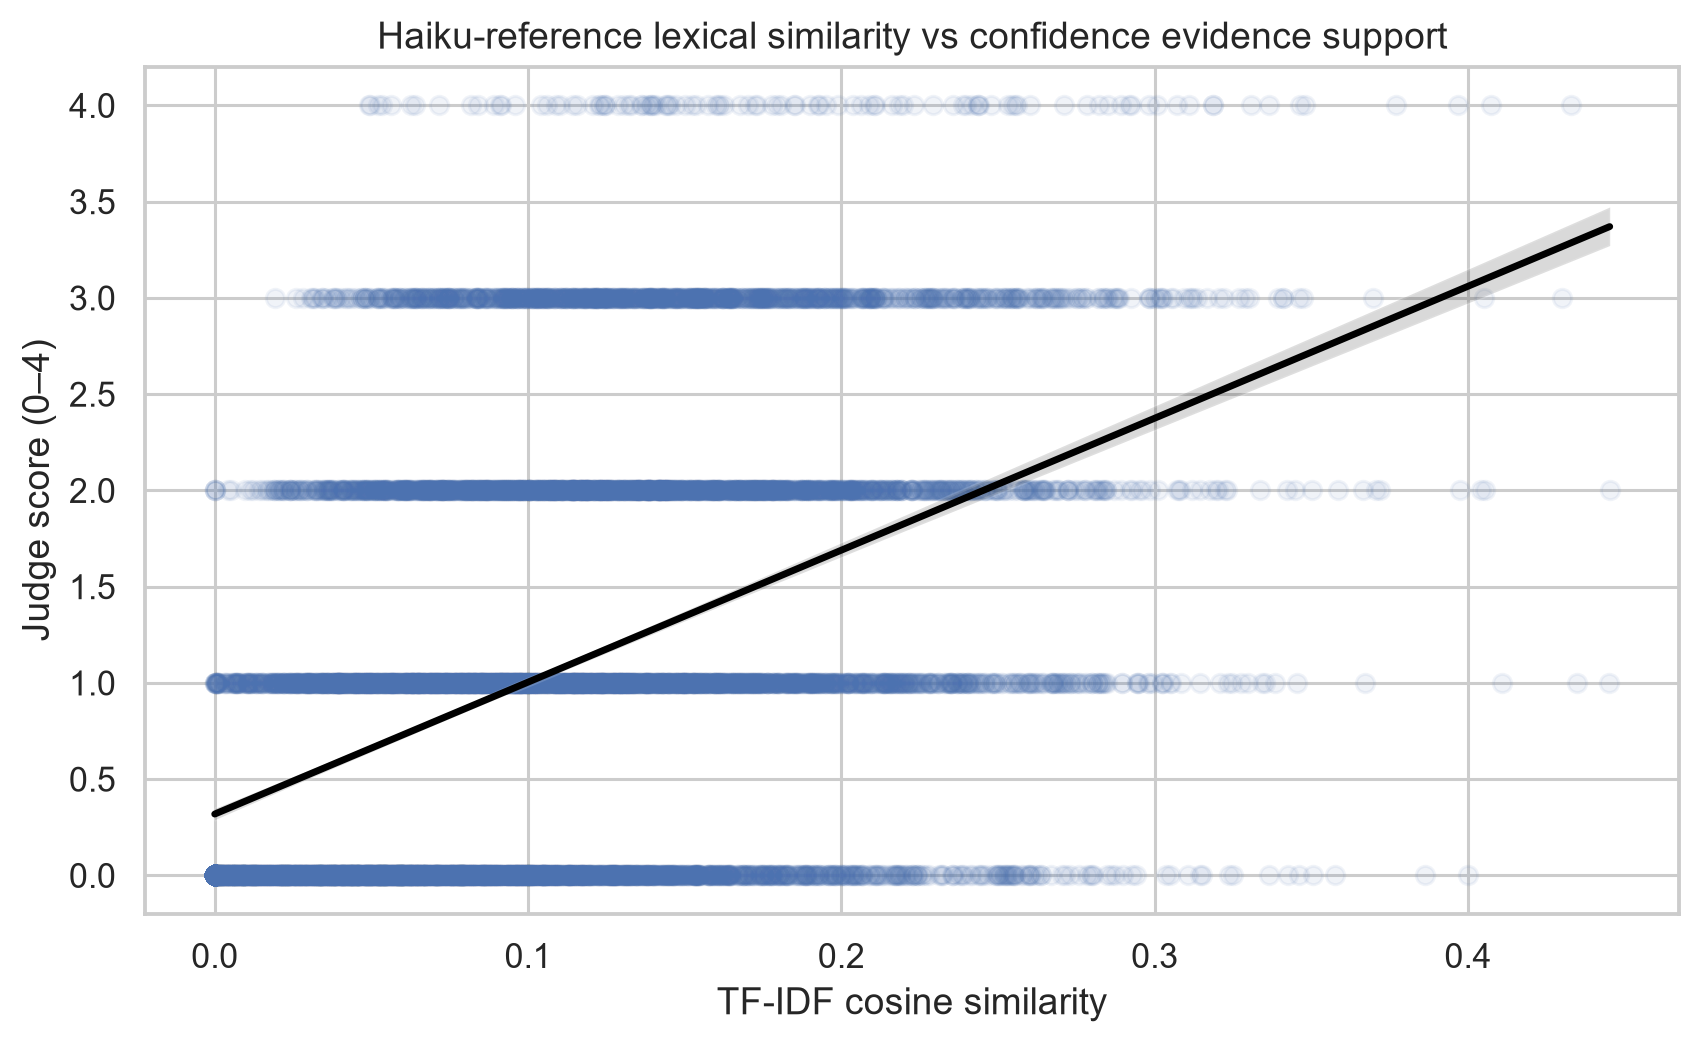 Haiku-reference lexical similarity vs confidence evidence support
4.0
3.5
3.0
2.5
2.0
1.5
1.0
0.5
0.0
Judge score (0–4)
0.0 0.1 0.2 0.3 0.4
TF-IDF cosine similarity